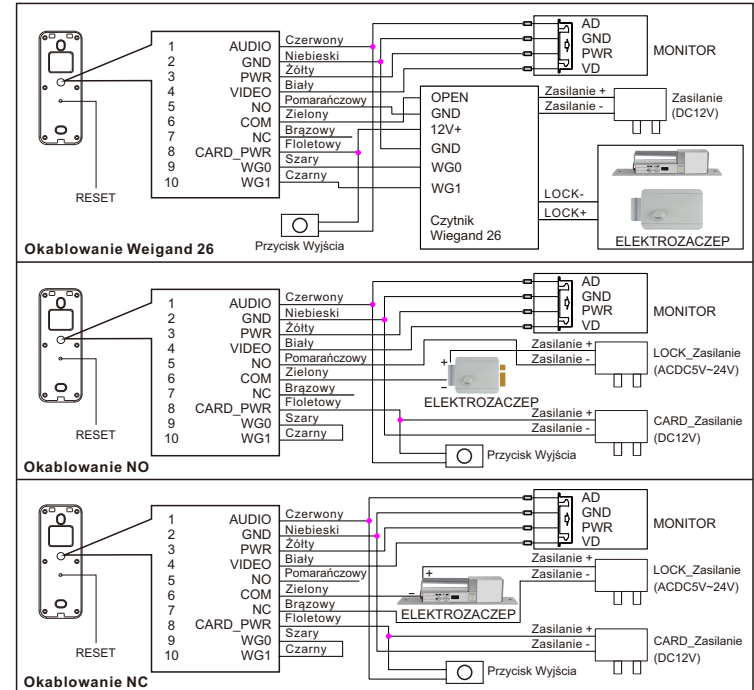 1 AUDIO Czerwony
2 GND Niebieski
3 PWR Żółty
4 VIDEO Biały
5 NO Pomarańczowy
6 COM Zielony
7 NC Brązowy
8 CARD_PWR Floletowy
9 WG0 Szary
10 WG1 Czarny
RESET
AD
GND
PWR
VD
MONITOR
OPEN
GND
12V+
GND
WG0
WG1
Czytnik
Wiegand 26
Zasilanie +
Zasilanie -
Zasilanie
(DC12V)
LOCK-
LOCK+
ELEKTROZACZEP
Przycisk Wyjścia
Okablowanie Weigand 26
1 AUDIO Czerwony
2 GND Niebieski
3 PWR Żółty
4 VIDEO Biały
5 NO Pomarańczowy
6 COM Zielony
7 NC Brązowy
8 CARD_PWR Floletowy
9 WG0 Szary
10 WG1 Czarny
RESET
AD
GND
PWR
VD
MONITOR
Zasilanie +
Zasilanie -
LOCK_Zasilanie
(ACDC5V~24V)
+
-
ELEKTROZACZEP
Zasilanie +
Zasilanie -
CARD_Zasilanie
(DC12V)
Przycisk Wyjścia
Okablowanie NO
1 AUDIO Czerwony
2 GND Niebieski
3 PWR Żółty
4 VIDEO Biały
5 NO Pomarańczowy
6 COM Zielony
7 NC Brązowy
8 CARD_PWR Floletowy
9 WG0 Szary
10 WG1 Czarny
RESET
AD
GND
PWR
VD
MONITOR
Zasilanie +
Zasilanie -
LOCK_Zasilanie
(ACDC5V~24V)
+
-
ELEKTROZACZEP
Zasilanie +
Zasilanie -
CARD_Zasilanie
(DC12V)
Przycisk Wyjścia
Okablowanie NC